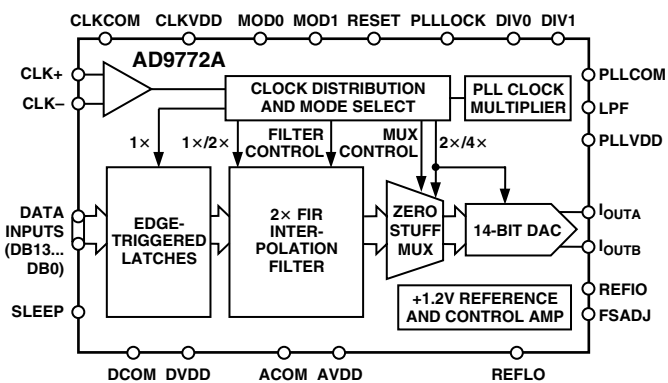 CLKCOM CLKVDD MOD0 MOD1 RESET PLLLOCK DIV0 DIV1
AD9772A
CLK+
CLK–
CLOCK DISTRIBUTION
AND MODE SELECT
PLL CLOCK
MULTIPLIER
PLLCOM
LPF
PLLVDD
1×
1×/2×
FILTER
CONTROL
MUX
CONTROL
2×/4×
DATA
INPUTS
(DB13...
DB0)
EDGE-
TRIGGERED
LATCHES
2× FIR
INTER-
POLATION
FILTER
ZERO
STUFF
MUX
14-BIT DAC
IOUTA
IOUTB
SLEEP
+1.2V REFERENCE
AND CONTROL AMP
REFIO
FSADJ
DCOM DVDD ACOM AVDD REFLO